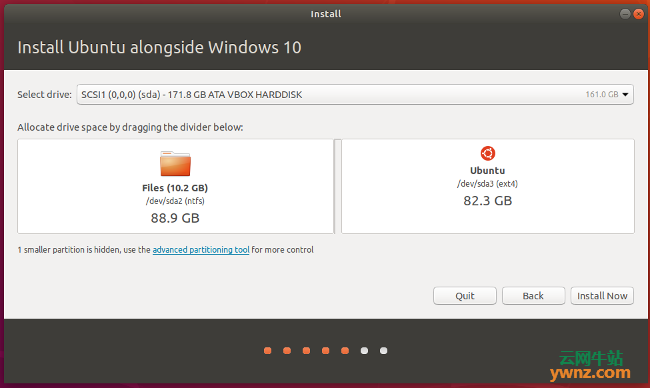 Install
Install Ubuntu alongside Windows 10
Select drive: SCSI1 (0,0,0) (sda) - 171.8 GB ATA VBOX HARDDISK 161.0 GB
Allocate drive space by dragging the divider below:
Files (10.2 GB)
/dev/sda2 (ntfs)
88.9 GB
Ubuntu
/dev/sda3 (ext4)
82.3 GB
1 smaller partition is hidden, use the advanced partitioning tool for more control
Quit Back Install Now
云网牛站
ywnz.com